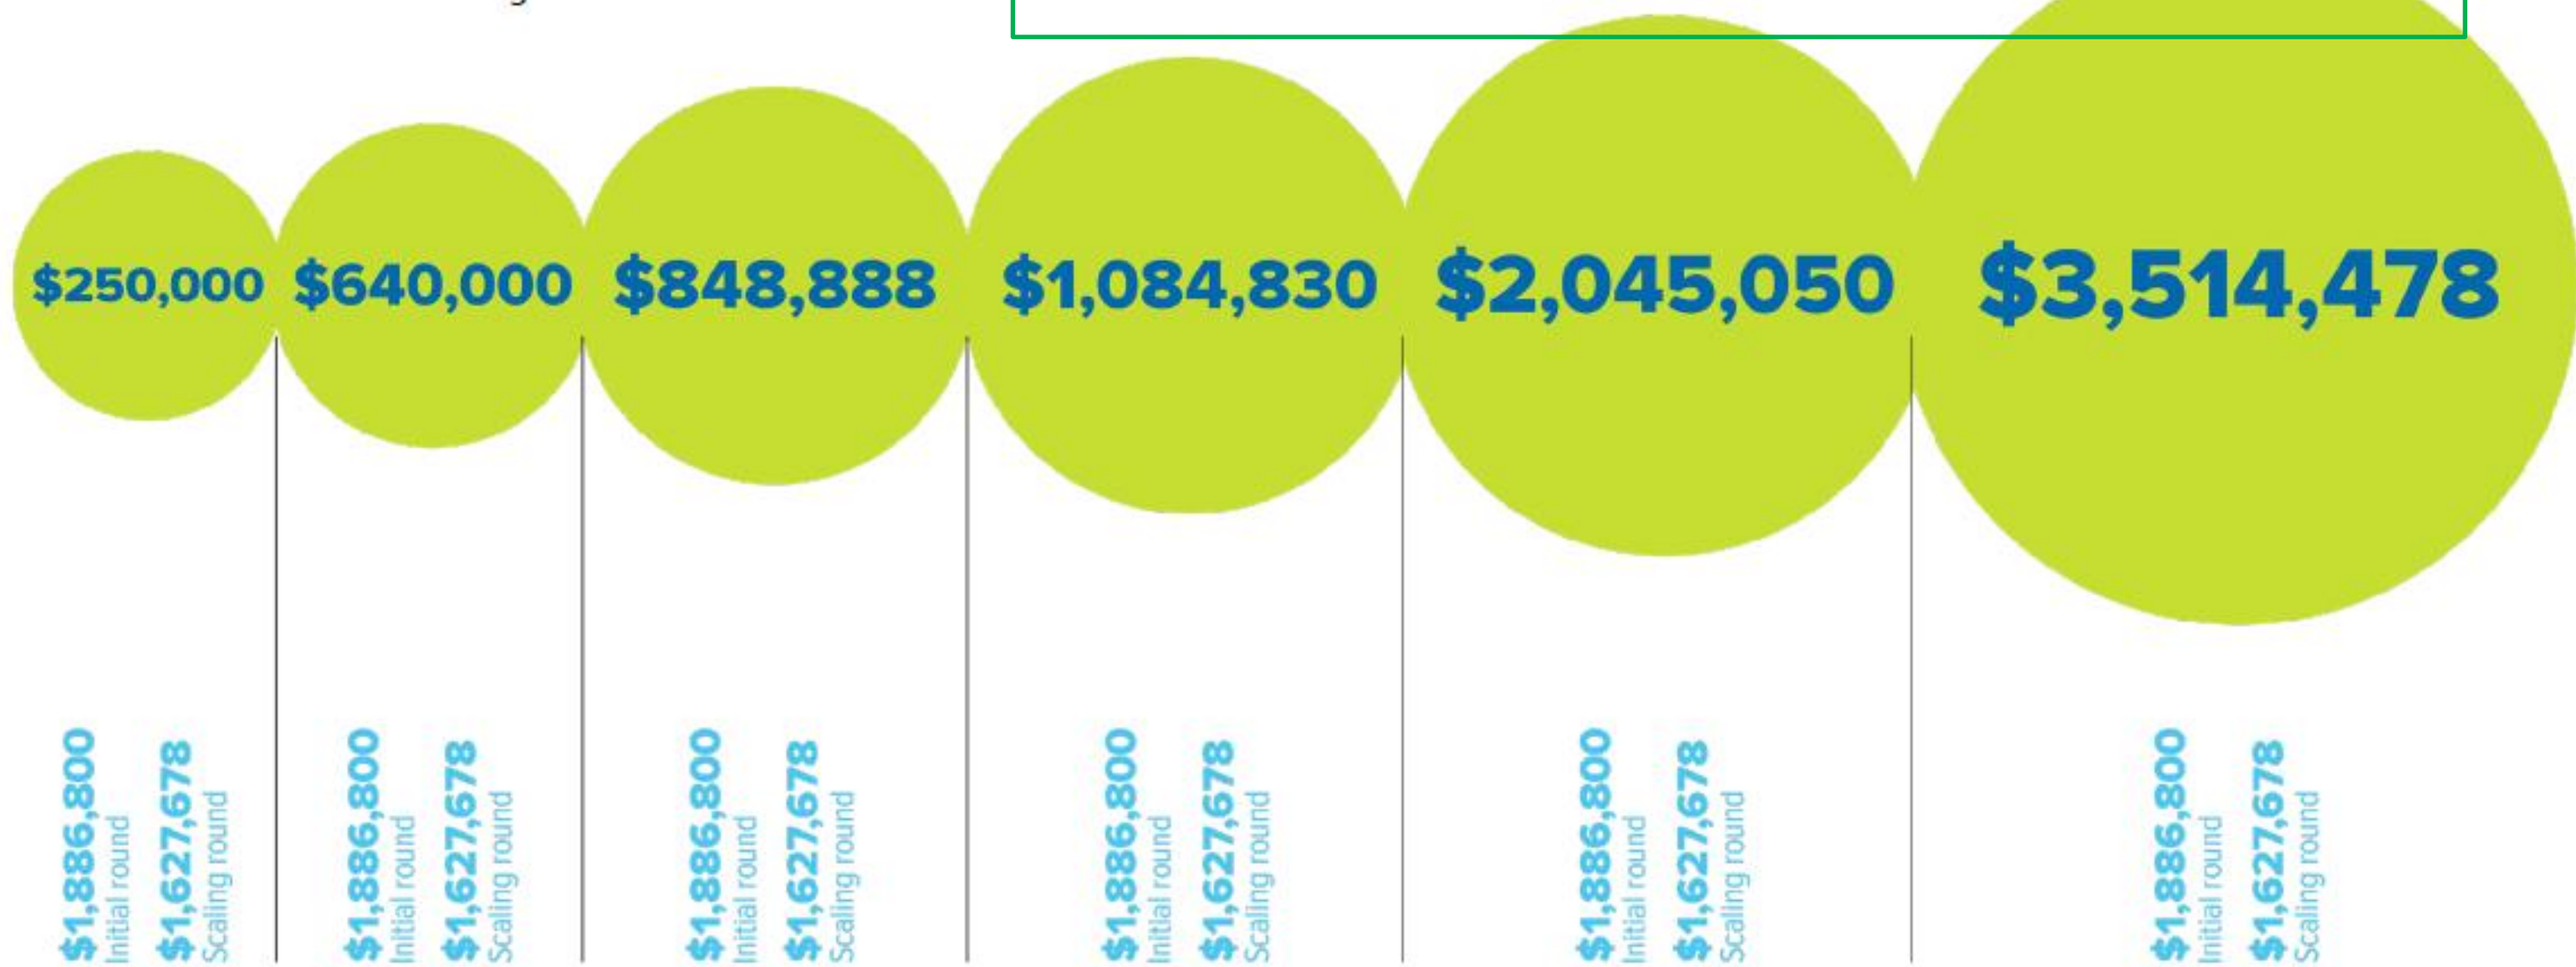 $250,000
$640,000
$848,888
$1,084,830
$2,045,050
$3,514,478
$1,886,800
Initial round
$1,627,678
Scaling round
$1,886,800
Initial round
$1,627,678
Scaling round
$1,886,800
Initial round
$1,627,678
Scaling round
$1,886,800
Initial round
$1,627,678
Scaling round
$1,886,800
Initial round
$1,627,678
Scaling round
$1,886,800
Initial round
$1,627,678
Scaling round